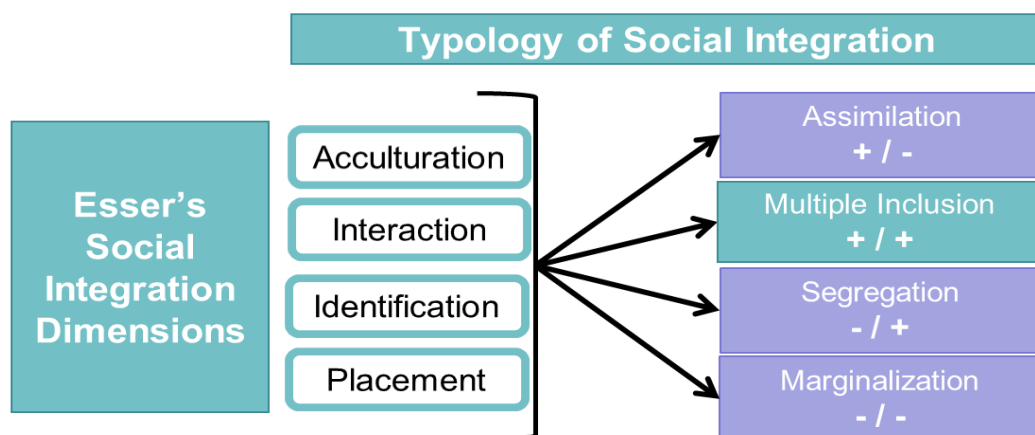 Typology of Social Integration
Esser's
Social
Integration
Dimensions
Acculturation
Interaction
Identification
Placement
Assimilation
+ / -
Multiple Inclusion
+ / +
Segregation
- / +
Marginalization
- / -